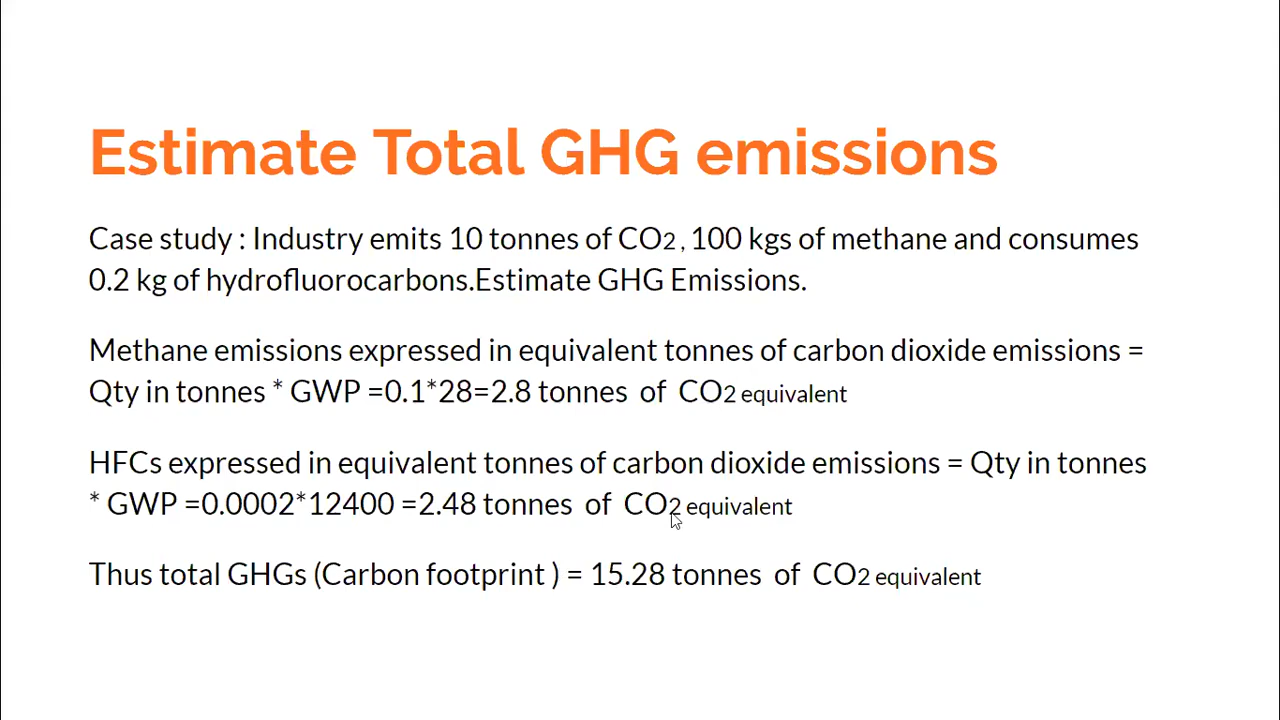 Estimate Total GHG emissions
Case study : Industry emits 10 tonnes of CO2 , 100 kgs of methane and consumes
0.2 kg of hydrofluorocarbons.Estimate GHG Emissions.
Methane emissions expressed in equivalent tonnes of carbon dioxide emissions =
Qty in tonnes * GWP =0.1*28=2.8 tonnes of CO2 equivalent
HFCs expressed in equivalent tonnes of carbon dioxide emissions = Qty in tonnes
* GWP =0.0002*12400 =2.48 tonnes of CO2 equivalent
Thus total GHGs (Carbon footprint ) = 15.28 tonnes of CO2 equivalent